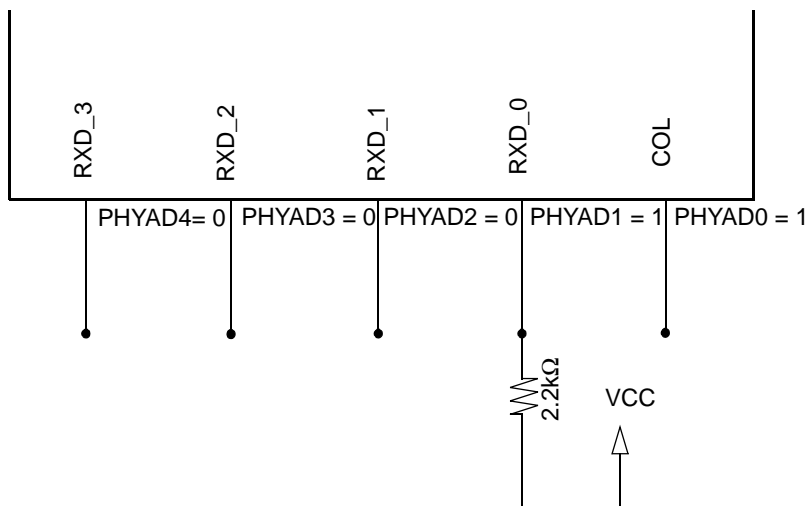 RXD_3
RXD_2
RXD_1
RXD_0
COL
PHYAD4= 0
PHYAD3 = 0
PHYAD2 = 0
PHYAD1 = 1
PHYAD0 = 1
2.2kΩ
VCC